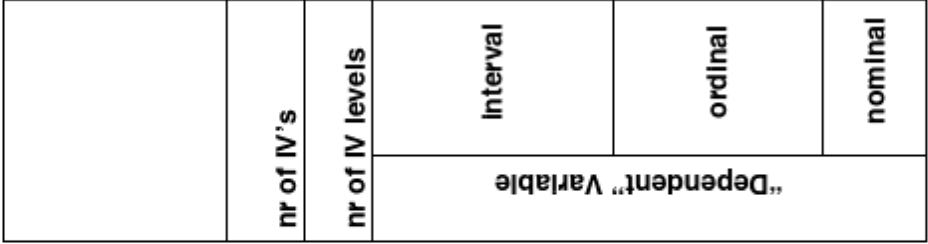 nr of IV's
nr of IV levels
Interval
ordinal
nominal
“Dependent” Variable